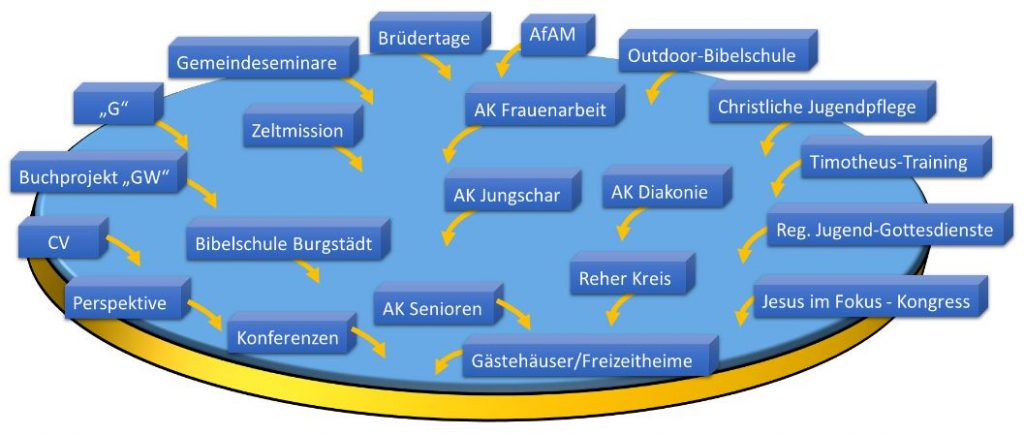 Brüdertage
AfAM
Gemeindeseminare
Outdoor-Bibelschule
„G“
Zeltmission
AK Frauenarbeit
Christliche Jugendpflege
Buchprojekt „GW“
AK Jungschar
AK Diakonie
Timotheus-Training
CV
Bibelschule Burgstädt
Reg. Jugend-Gottesdienste
Perspektive
AK Senioren
Reher Kreis
Jesus im Fokus - Kongress
Konferenzen
Gästehäuser/Freizeitheime